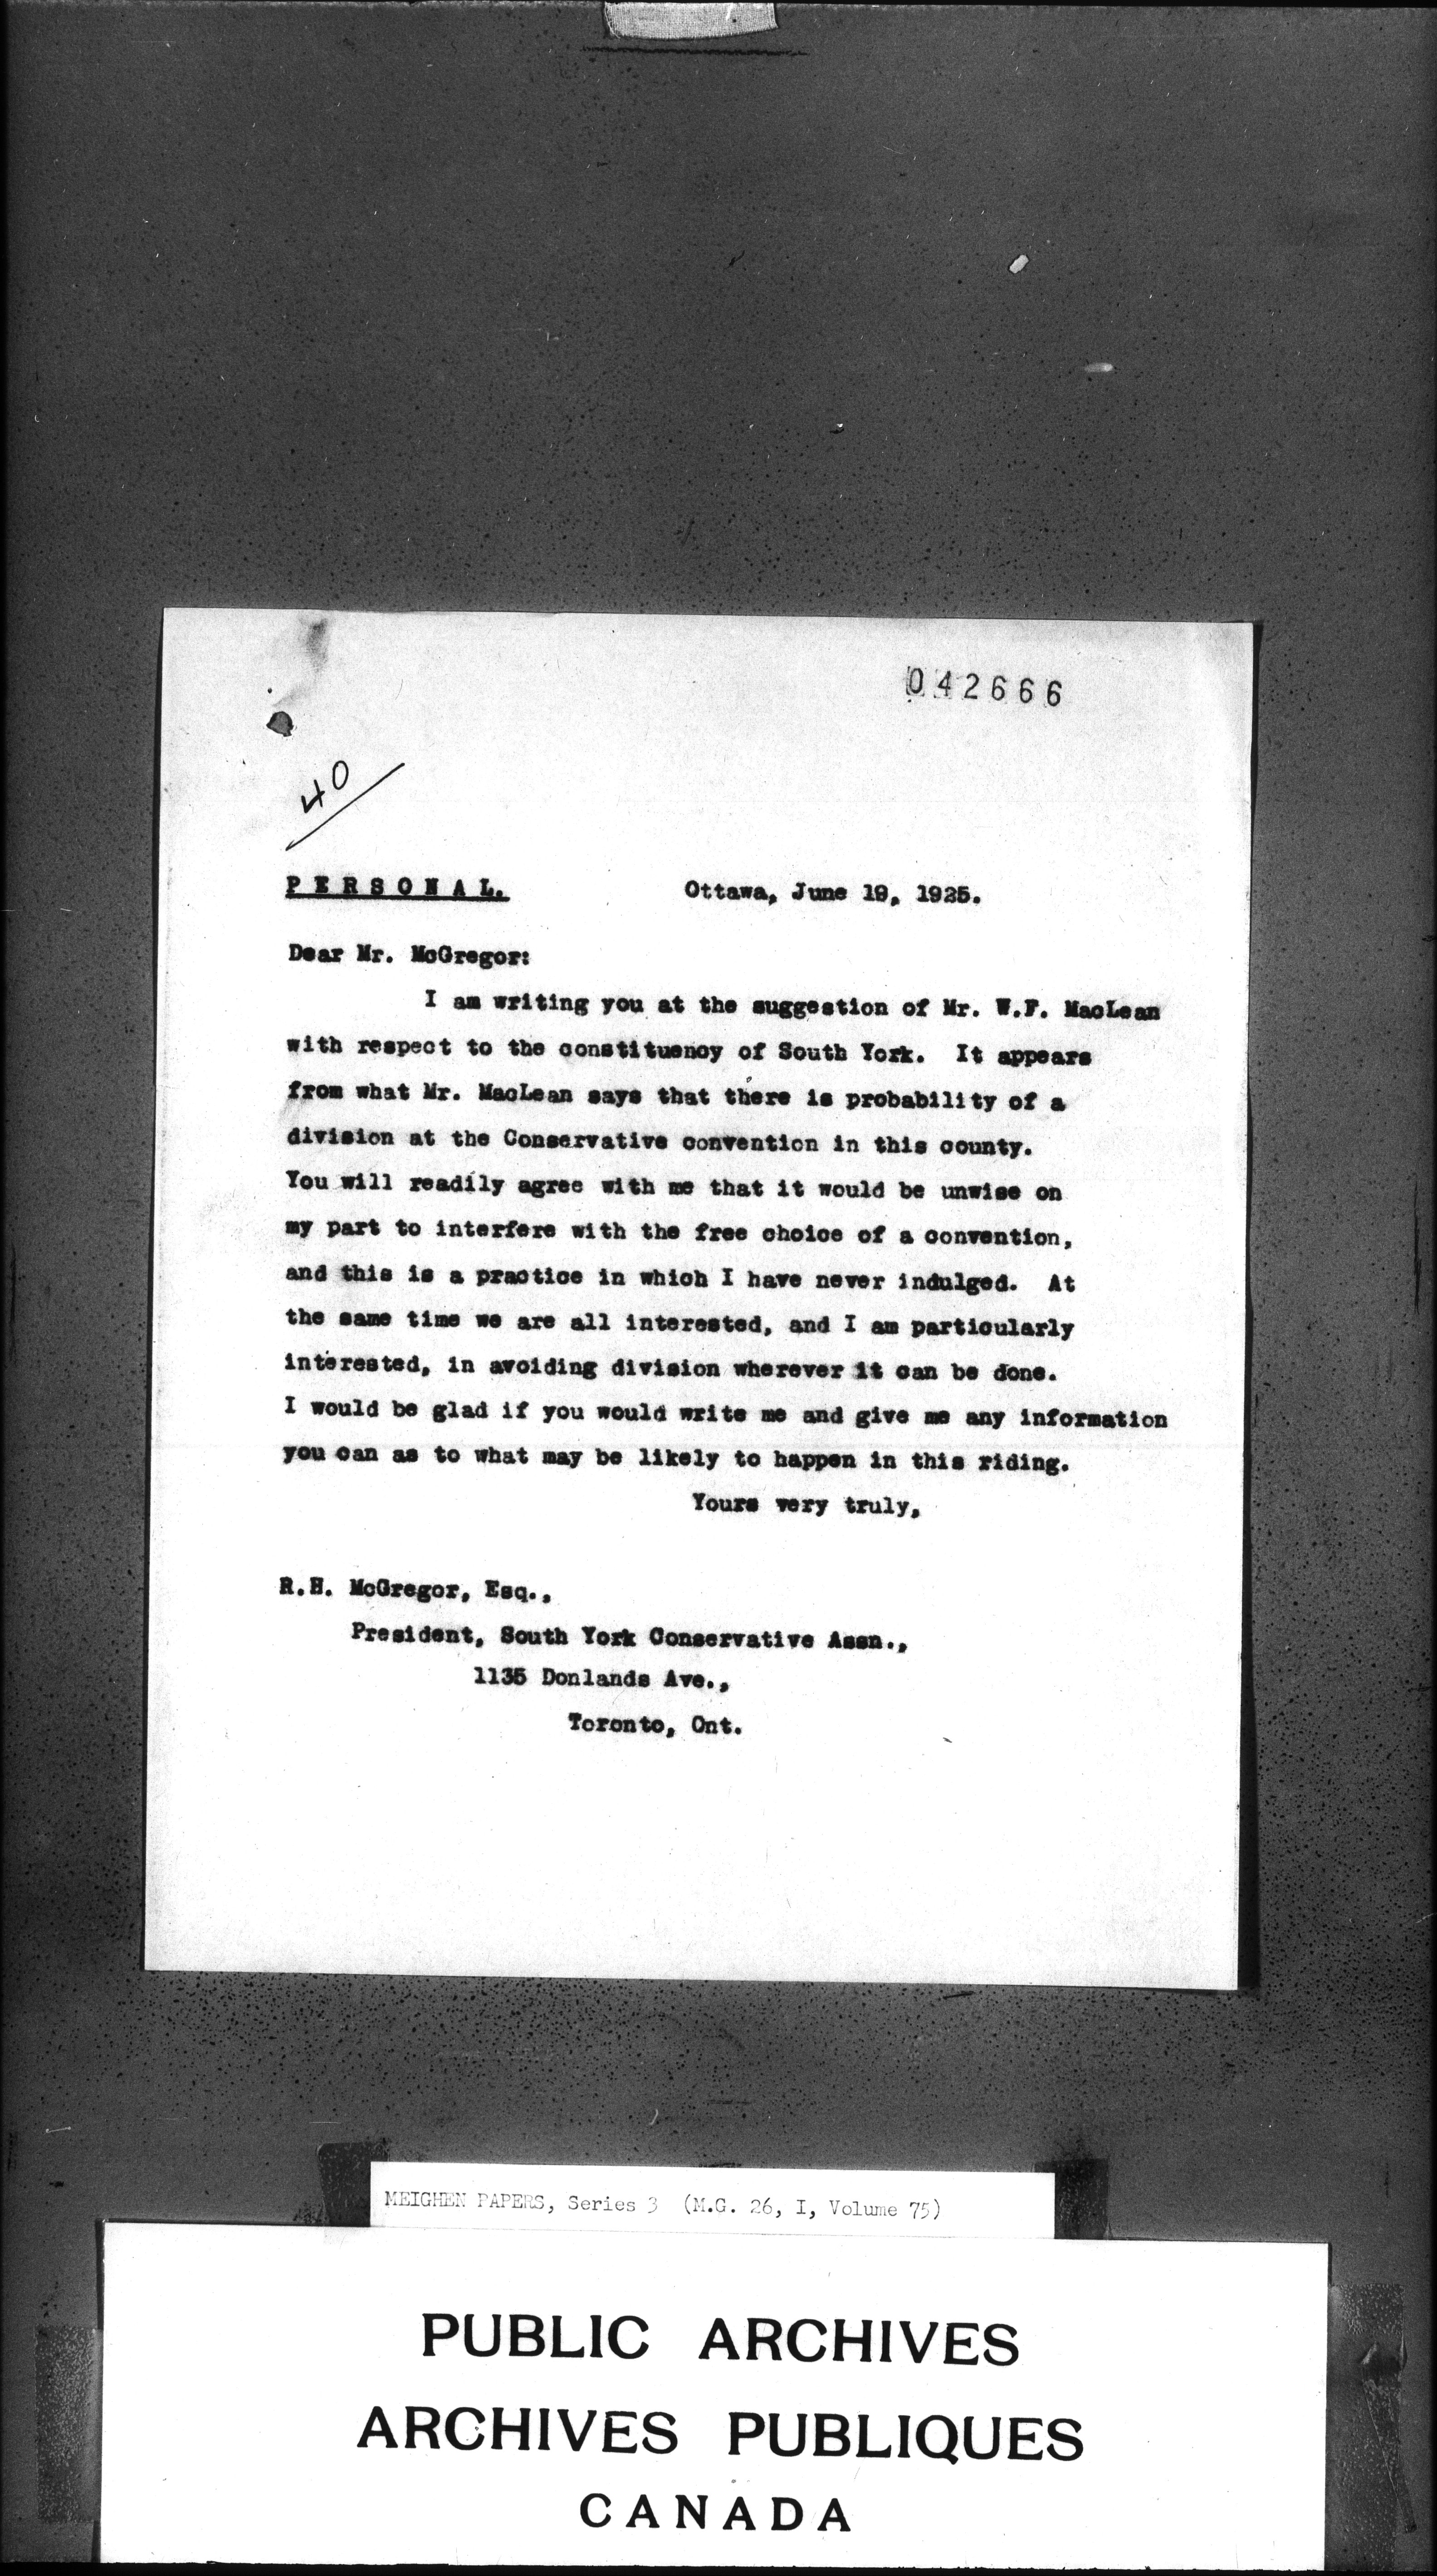 042666
40
PERSONAL.
Ottawa, June 19, 1925.
Dear Mr. McGregor:
I am writing you at the suggestion of Mr. W.F. MacLean
with respect to the constituency of South York. It appears
from what Mr. MacLean says that there is probability of a
division at the Conservative convention in this county.
You will readily agree with me that it would be unwise on
my part to interfere with the free choice of a convention,
and this is a practice in which I have never indulged. At
the same time we are all interested, and I am particularly
interested, in avoiding division wherever it can be done.
I would be glad if you would write me and give me any information
you can as to what may be likely to happen in this riding.
Yours very truly,
R.H. McGregor, Esq.,
President, South York Conservative Assn.,
1135 Donlands Ave.,
Toronto, Ont.
MEIGHEN PAPERS, Series 3 (M.G. 26, I, Volume 75)
PUBLIC ARCHIVES
ARCHIVES PUBLIQUES
CANADA